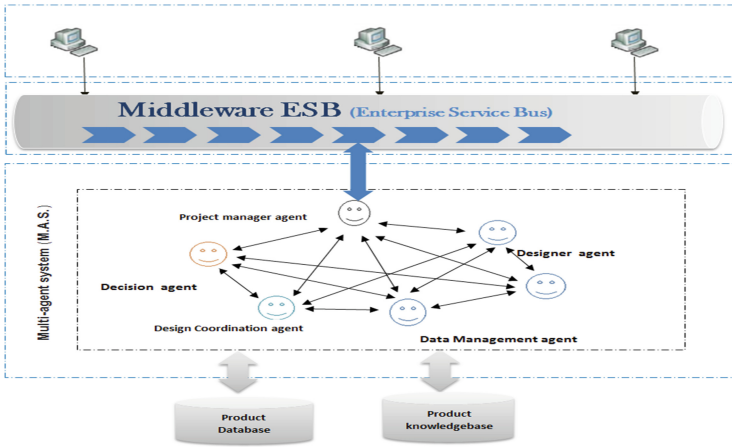 Middleware ESB (Enterprise Service Bus)
Multi-agent system (M.A.S.)
Project manager agent
Designer agent
Decision agent
Design Coordination agent
Data Management agent
Product
Database
Product
knowledgebase